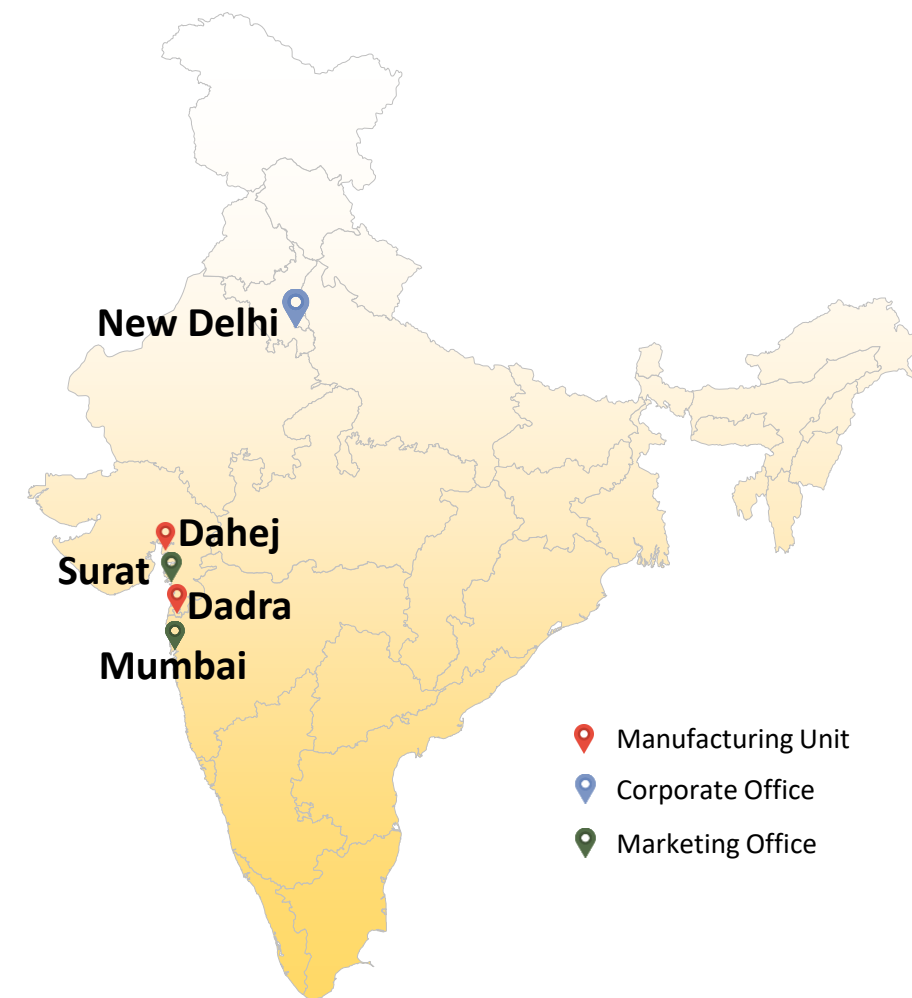 New Delhi
Dahej
Surat
Dadra
Mumbai
Manufacturing Unit
Corporate Office
Marketing Office